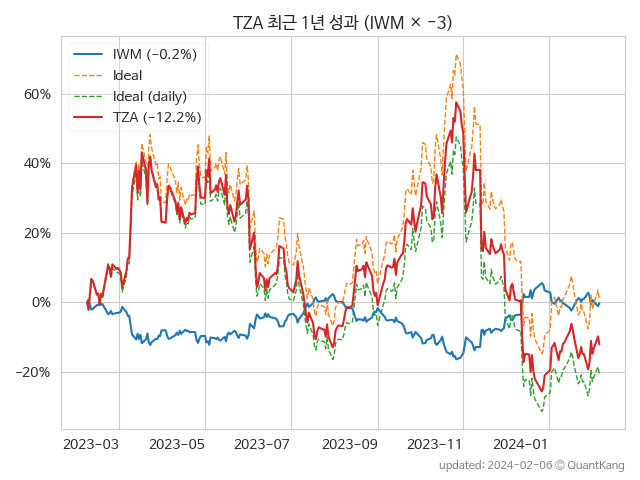 TZA 최근 1년 성과 (IWM × −3)
IWM (−0.2%)
Ideal
Ideal (daily)
TZA (−12.2%)
60%
40%
20%
0%
−20%
2023-03 2023-05 2023-07 2023-09 2023-11 2024-01
updated: 2024-02-06 © QuantKang